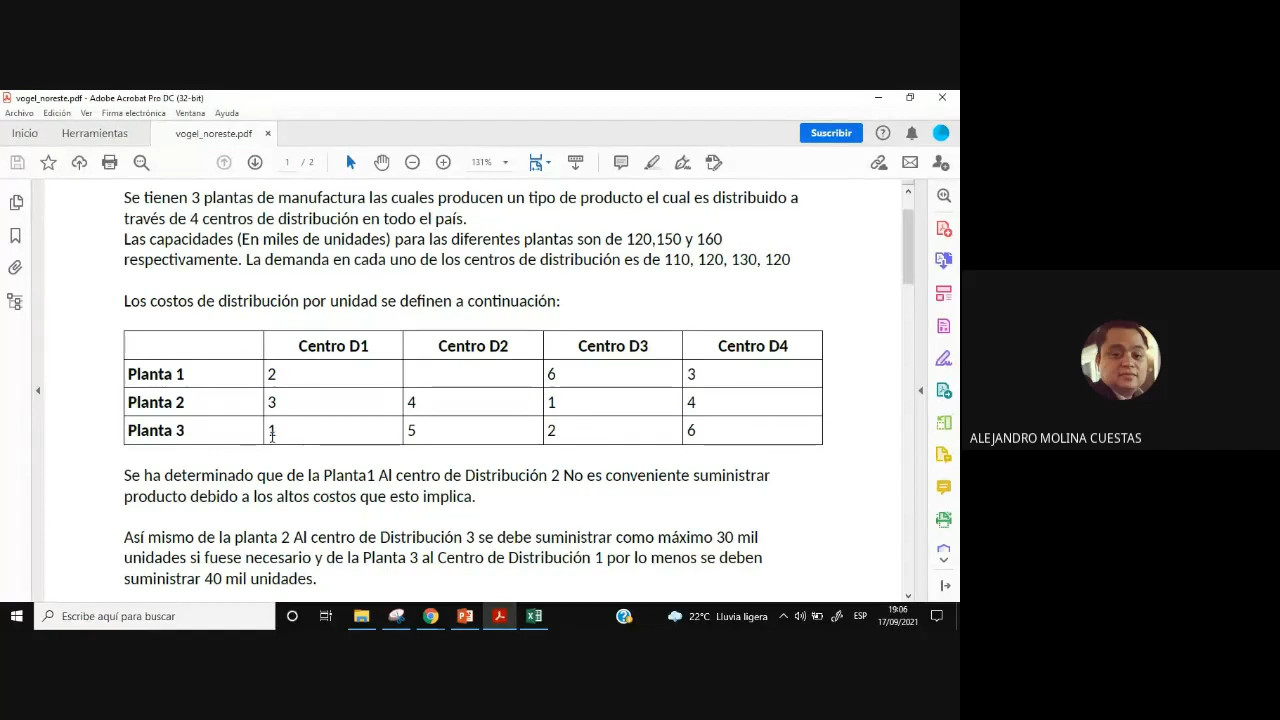 vogel_noreste.pdf - Adobe Acrobat Pro DC (32-bit)
Archivo Edición Ver Firma electrónica Ventana Ayuda
Inicio Herramientas vogel_noreste.pdf × Suscribir
1 / 2 131%
Se tienen 3 plantas de manufactura las cuales producen un tipo de producto el cual es distribuido a
través de 4 centros de distribución en todo el país.
Las capacidades (En miles de unidades) para las diferentes plantas son de 120,150 y 160
respectivamente. La demanda en cada uno de los centros de distribución es de 110, 120, 130, 120
Los costos de distribución por unidad se definen a continuación:
Centro D1 Centro D2 Centro D3 Centro D4
Planta 1 2 6 3
Planta 2 3 4 1 4
Planta 3 1 5 2 6
Se ha determinado que de la Planta1 Al centro de Distribución 2 No es conveniente suministrar
producto debido a los altos costos que esto implica.
Así mismo de la planta 2 Al centro de Distribución 3 se debe suministrar como máximo 30 mil
unidades si fuese necesario y de la Planta 3 al Centro de Distribución 1 por lo menos se deben
suministrar 40 mil unidades.
ALEJANDRO MOLINA CUESTAS
Escribe aquí para buscar
22°C Lluvia ligera ESP 19:06
17/09/2021